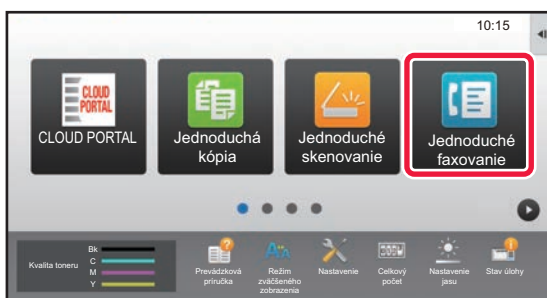 10:15
CLOUD
PORTAL
CLOUD PORTAL
Jednoduchá
kópia
Jednoduché
skenovanie
Jednoduché
faxovanie
Kvalita toneru
Bk
C
M
Y
Prevádzková
príručka
Režim
zväčšeného
zobrazenia
Nastavenie
Celkový
počet
Nastavenie
jasu
Stav úlohy